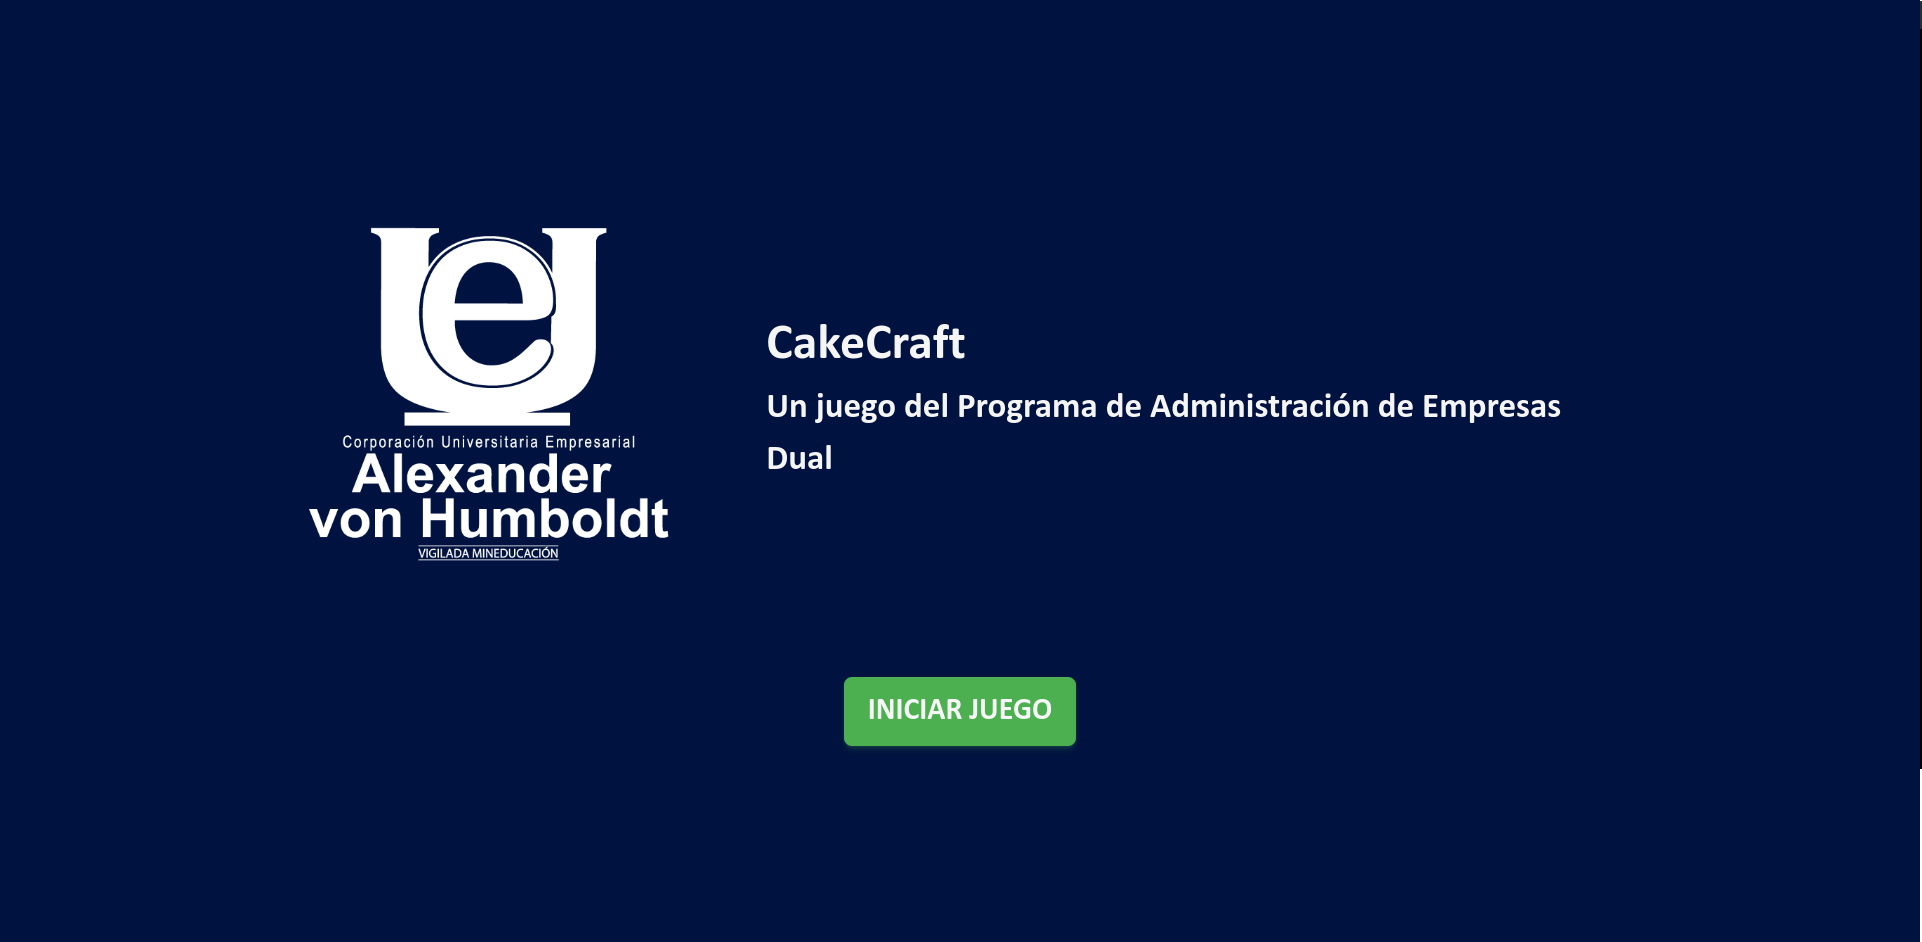 ue
Corporación Universitaria Empresarial
Alexander
von Humboldt
VIGILADA MINEDUCACIÓN
CakeCraft
Un juego del Programa de Administración de Empresas
Dual
INICIAR JUEGO